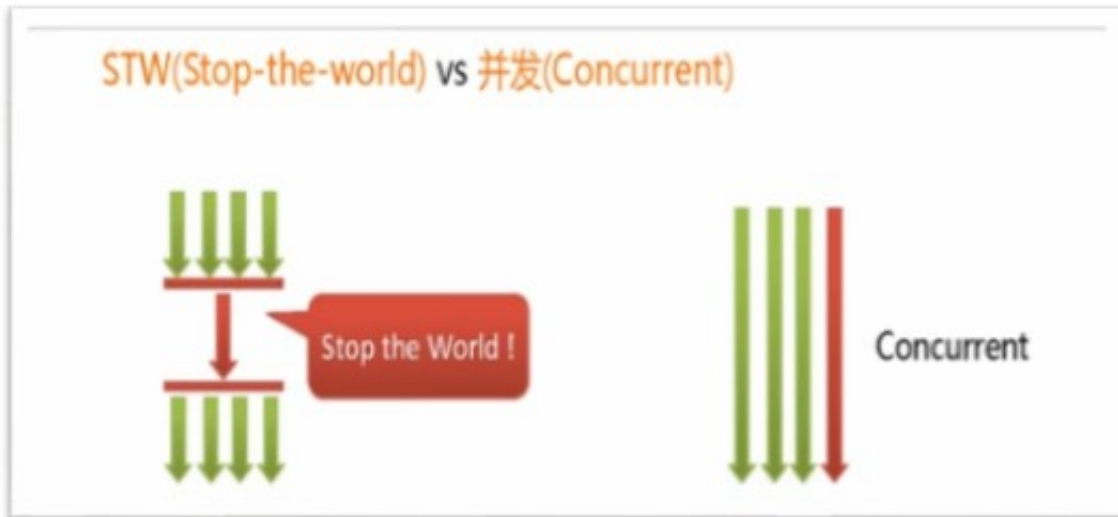 STW(Stop-the-world) vs 并发(Concurrent)
Stop the World !
Concurrent